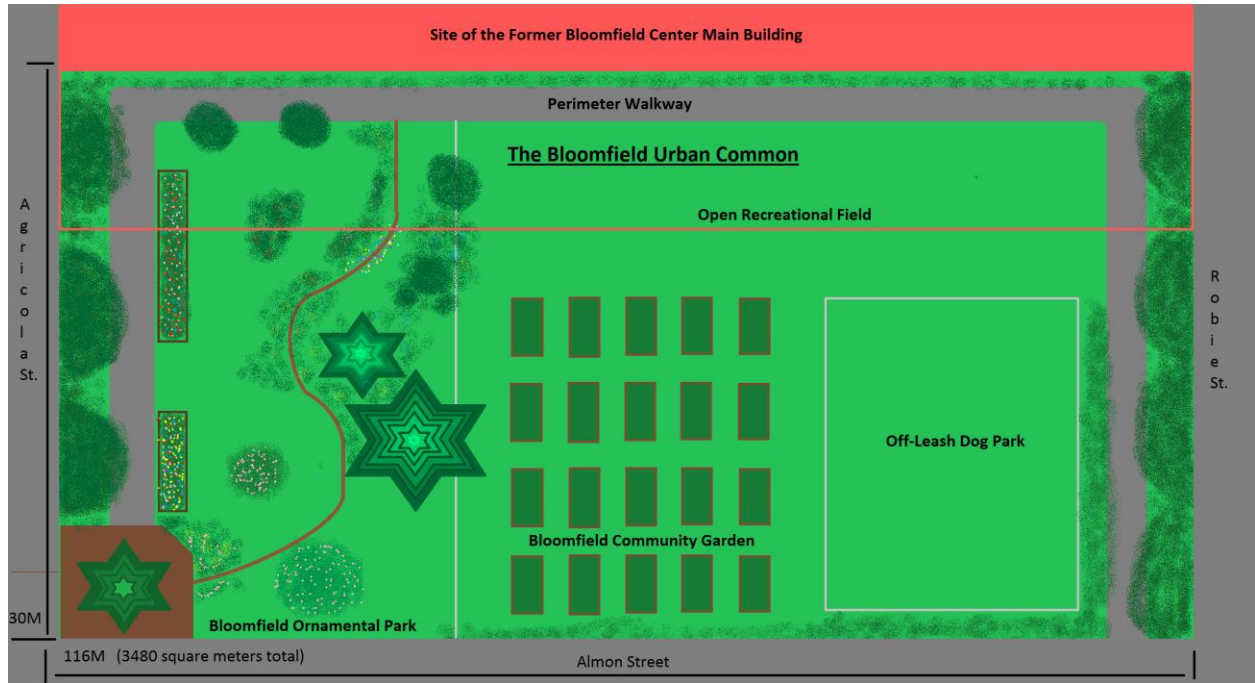 Site of the Former Bloomfield Center Main Building
Perimeter Walkway
The Bloomfield Urban Common
Open Recreational Field
Agricola St.
Robie St.
Off-Leash Dog Park
Bloomfield Community Garden
Bloomfield Ornamental Park
30M
116M (3480 square meters total)
Almon Street